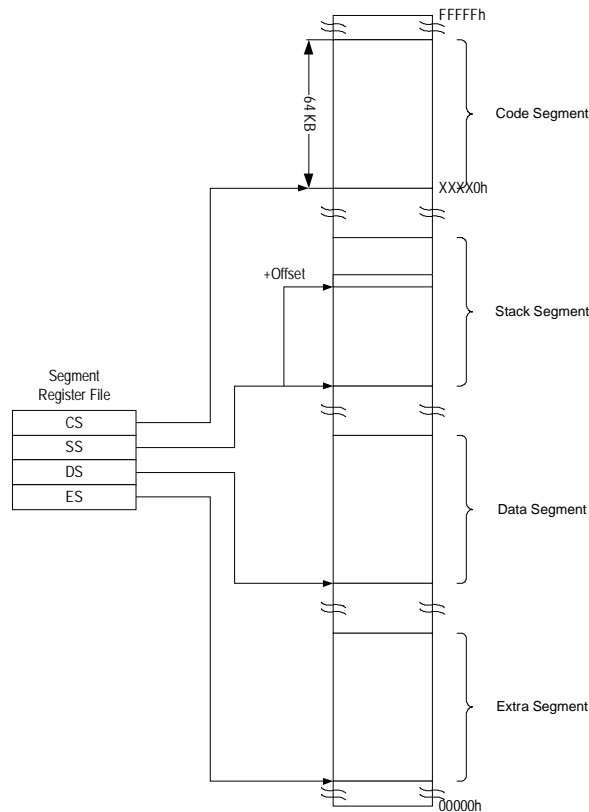 FFFFFh
64 KB
Code Segment
XXXX0h
+Offset
Stack Segment
Segment
Register File
CS
SS
DS
ES
Data Segment
Extra Segment
00000h